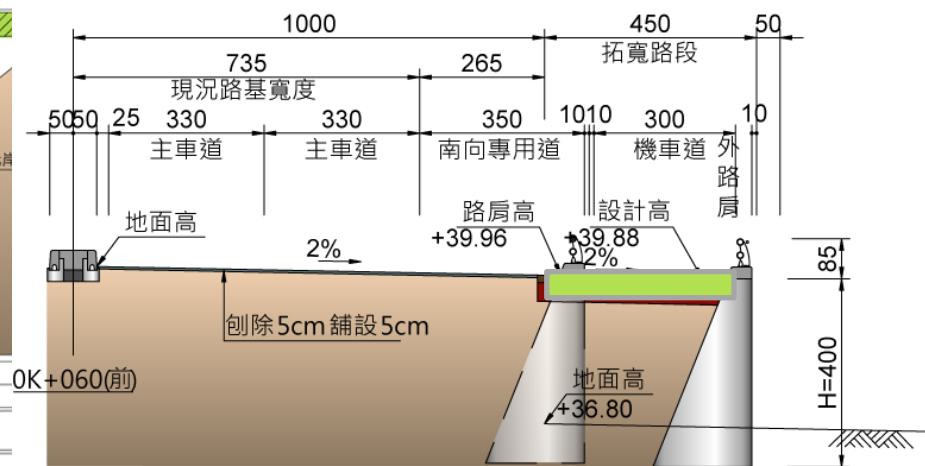 1000
450
50
拓寬路段
735
265
現況路基寬度
50
50
25
330
330
350
10
10
300
10
主車道
主車道
南向專用道
機車道
外路肩
地面高
路肩高
設計高
+39.96
+39.88
2%
2%
85
刨除5cm 舖設5cm
H=400
0K+060(前)
地面高
+36.80